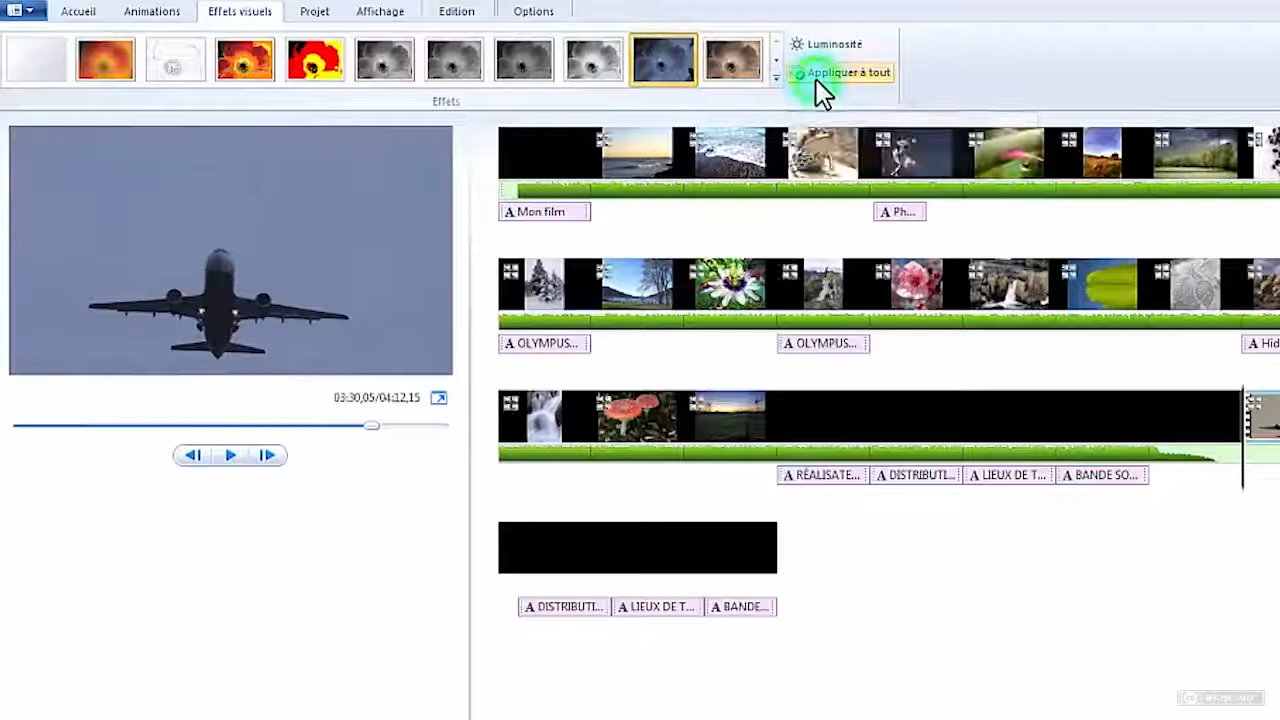 Accueil
Animations
Effets visuels
Projet
Affichage
Edition
Options
Luminosité
Appliquer à tout
Effets
03:30,05/04:12,15
A Mon film
A Ph...
A OLYMPUS...
A OLYMPUS...
A Hid
A RÉALISATE...
A DISTRIBUTI...
A LIEUX DE T...
A BANDE SO...
A DISTRIBUTI...
A LIEUX DE T...
A BANDE...